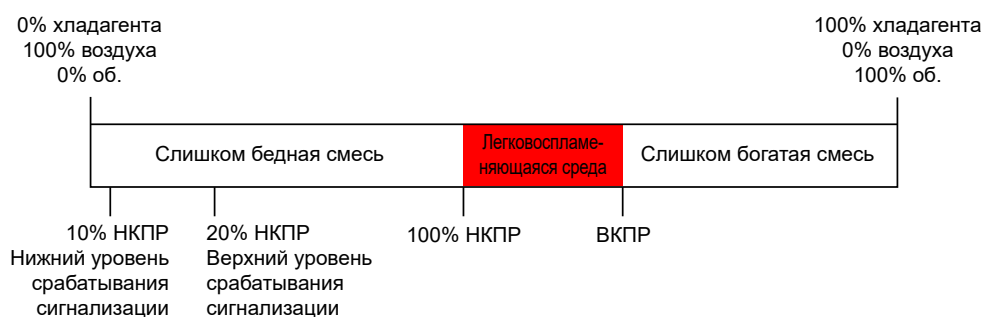 0% хладагента
100% воздуха
0% об.
100% хладагента
0% воздуха
100% об.
Слишком бедная смесь
Легковоспламе-
няющаяся среда
Слишком богатая смесь
10% НКПР
Нижний уровень
срабатывания
сигнализации
20% НКПР
Верхний уровень
срабатывания
сигнализации
100% НКПР
ВКПР